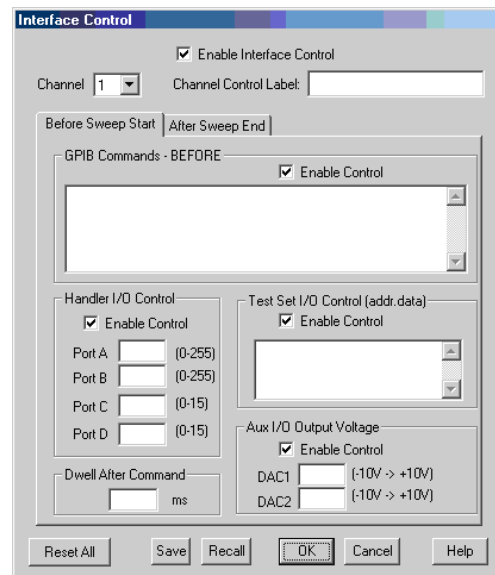 Interface Control
Enable Interface Control
Channel 1 Channel Control Label:
Before Sweep Start After Sweep End
GPIB Commands - BEFORE
Enable Control
Handler I/O Control
Enable Control
Port A (0-255)
Port B (0-255)
Port C (0-15)
Port D (0-15)
Test Set I/O Control (addr.data)
Enable Control
Aux I/O Output Voltage
Enable Control
DAC1 (-10V -> +10V)
DAC2 (-10V -> +10V)
Dwell After Command
ms
Reset All Save Recall OK Cancel Help